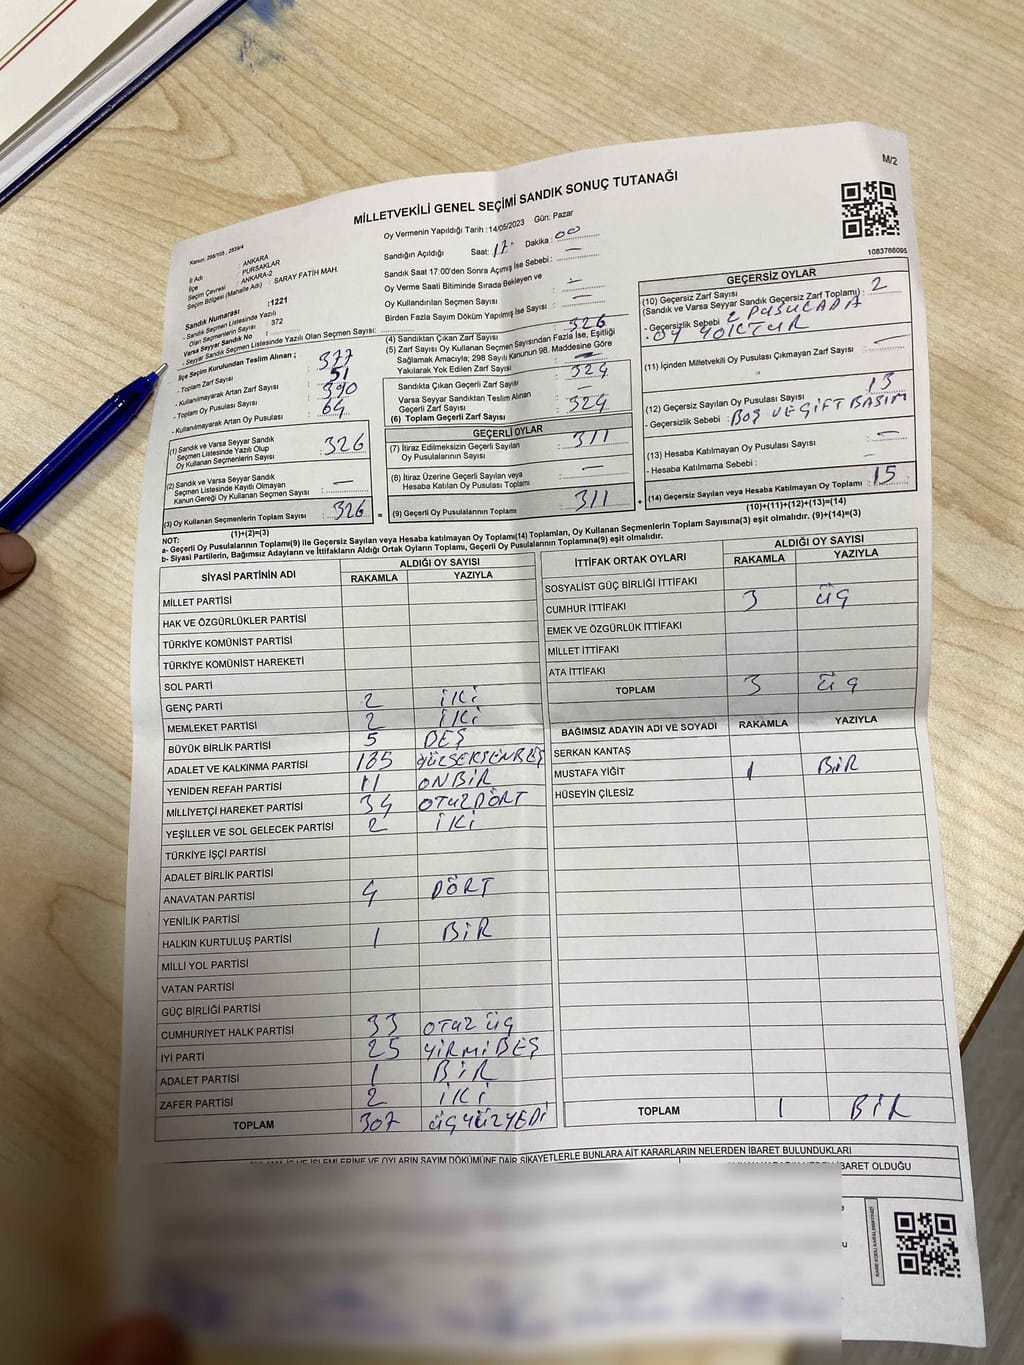 M/2
MİLLETVEKİLİ GENEL SEÇİMİ SANDIK SONUÇ TUTANAĞI
Oy Vermenin Yapıldığı Tarih : 14/05/2023 Gün: Pazar
1083766095
Kanun; 298/105 , 2839/4
İl Adı : ANKARA
İlçe : PURSAKLAR
Seçim Çevresi : ANKARA-2
Seçim Bölgesi (Mahalle Adı) : SARAY FATİH MAH.
Sandık Numarası :1221
- Sandık Seçmen Listesinde Yazılı
Olan Seçmenlerin Sayısı : 372
Varsa Seyyar Sandık No :
- Seyyar Sandık Seçmen Listesinde Yazılı Olan Seçmen Sayısı:
İlçe Seçim Kurulundan Teslim Alınan ;
- Toplam Zarf Sayısı : 377
- Kullanılmayarak Artan Zarf Sayısı : 51
- Toplam Oy Pusulası Sayısı : 390
- Kullanılmayarak Artan Oy Pusulası : 64
(1) Sandık ve Varsa Seyyar Sandık
Seçmen Listesinde Yazılı Olup
Oy Kullanan Seçmenlerin Sayısı : 326
(2) Sandık ve Varsa Seyyar Sandık
Seçmen Listesinde Kayıtlı Olmayan
Kanun Gereği Oy Kullanan Seçmen Sayısı : —
(3) Oy Kullanan Seçmenlerin Toplam Sayısı : 326 =
(1)+(2)=(3)
Sandığın Açıldığı Saat: 17 Dakika : 00
Sandık Saat 17:00'den Sonra Açımış İse Sebebi : —
Oy Verme Saati Bitiminde Sırada Bekleyen ve
Oy Kullandırılan Seçmen Sayısı : —
Birden Fazla Sayım Döküm Yapılmış İse Sayısı : —
(4) Sandıktan Çıkan Zarf Sayısı : 326
(5) Zarf Sayısı Oy Kullanan Seçmen Sayısından Fazla İse, Eşitliği
Sağlamak Amacıyla; 298 Sayılı Kanunun 98. Maddesine Göre
Yakılarak Yok Edilen Zarf Sayısı : —
Sandıkta Çıkan Geçerli Zarf Sayısı : 324
Varsa Seyyar Sandıktan Teslim Alınan
Geçerli Zarf Sayısı :
(6) Toplam Geçerli Zarf Sayısı : 324
GEÇERLİ OYLAR
(7) İtiraz Edilmeksizin Geçerli Sayılan
Oy Pusulalarının Sayısı : 311
(8) İtiraz Üzerine Geçerli Sayılan veya
Hesaba Katılan Oy Pusulası Toplamı : —
(9) Geçerli Oy Pusulalarının Toplamı : 311 +
GEÇERSİZ OYLAR
(10) Geçersiz Zarf Sayısı
(Sandık ve Varsa Seyyar Sandık Geçersiz Zarf Toplamı) : 2
- Geçersizlik Sebebi : 2 PUSULADA
OY YOKTUR
(11) İçinden Milletvekili Oy Pusulası Çıkmayan Zarf Sayısı : —
(12) Geçersiz Sayılan Oy Pusulası Sayısı : 13
- Geçersizlik Sebebi : BOŞ VE ÇİFT BASIM
(13) Hesaba Katılmayan Oy Pusulası Sayısı : —
- Hesaba Katılmama Sebebi :
(14) Geçersiz Sayılan veya Hesaba Katılmayan Oy Toplamı : 15
(10)+(11)+(12)+(13)=(14)
NOT:
a- Geçerli Oy Pusulalarının Toplamı(9) ile Geçersiz Sayılan veya Hesaba katılmayan Oy Toplamı(14) Toplamları, Oy Kullanan Seçmenlerin Toplam Sayısına(3) eşit olmalıdır. (9)+(14)=(3)
b- Siyasi Partilerin, Bağımsız Adayların ve İttifakların Aldığı Ortak Oyların Toplamı, Geçerli Oy Pusulalarının Toplamına(9) eşit olmalıdır.
SİYASİ PARTİNİN ADI ALDIĞI OY SAYISI
RAKAMLA YAZIYLA
MİLLET PARTİSİ
HAK VE ÖZGÜRLÜKLER PARTİSİ
TÜRKİYE KOMÜNİST PARTİSİ
TÜRKİYE KOMÜNİST HAREKETİ
SOL PARTİ
GENÇ PARTİ 2 İKİ
MEMLEKET PARTİSİ 2 İKİ
BÜYÜK BİRLİK PARTİSİ 5 BEŞ
ADALET VE KALKINMA PARTİSİ 185 YÜZSEKSENBEŞ
YENİDEN REFAH PARTİSİ 11 ONBİR
MİLLİYETÇİ HAREKET PARTİSİ 34 OTUZDÖRT
YEŞİLLER VE SOL GELECEK PARTİSİ 2 İKİ
TÜRKİYE İŞÇİ PARTİSİ
ADALET BİRLİK PARTİSİ
ANAVATAN PARTİSİ 4 DÖRT
YENİLİK PARTİSİ
HALKIN KURTULUŞ PARTİSİ 1 BİR
MİLLİ YOL PARTİSİ
VATAN PARTİSİ
GÜÇ BİRLİĞİ PARTİSİ
CUMHURİYET HALK PARTİSİ 33 OTUZ ÜÇ
İYİ PARTİ 25 YİRMİBEŞ
ADALET PARTİSİ 1 BİR
ZAFER PARTİSİ 2 İKİ
TOPLAM 307 ÜÇYÜZYEDİ
İTTİFAK ORTAK OYLARI ALDIĞI OY SAYISI
RAKAMLA YAZIYLA
SOSYALİST GÜÇ BİRLİĞİ İTTİFAKI
CUMHUR İTTİFAKI 3 ÜÇ
EMEK VE ÖZGÜRLÜK İTTİFAKI
MİLLET İTTİFAKI
ATA İTTİFAKI
TOPLAM 3 ÜÇ
BAĞIMSIZ ADAYIN ADI VE SOYADI RAKAMLA YAZIYLA
SERKAN KANTAŞ
MUSTAFA YİĞİT 1 BİR
HÜSEYİN ÇİLESİZ
TOPLAM 1 BİR
İŞLEMLERİNE VE OYLARIN SAYIM DÖKÜMÜNE DAİR ŞİKAYETLERLE BUNLARA AİT KARARLARIN NELERDEN İBARET BULUNDUKLARI
İBARET OLDUĞU
KARE KODU KARALAMAYINIZ!